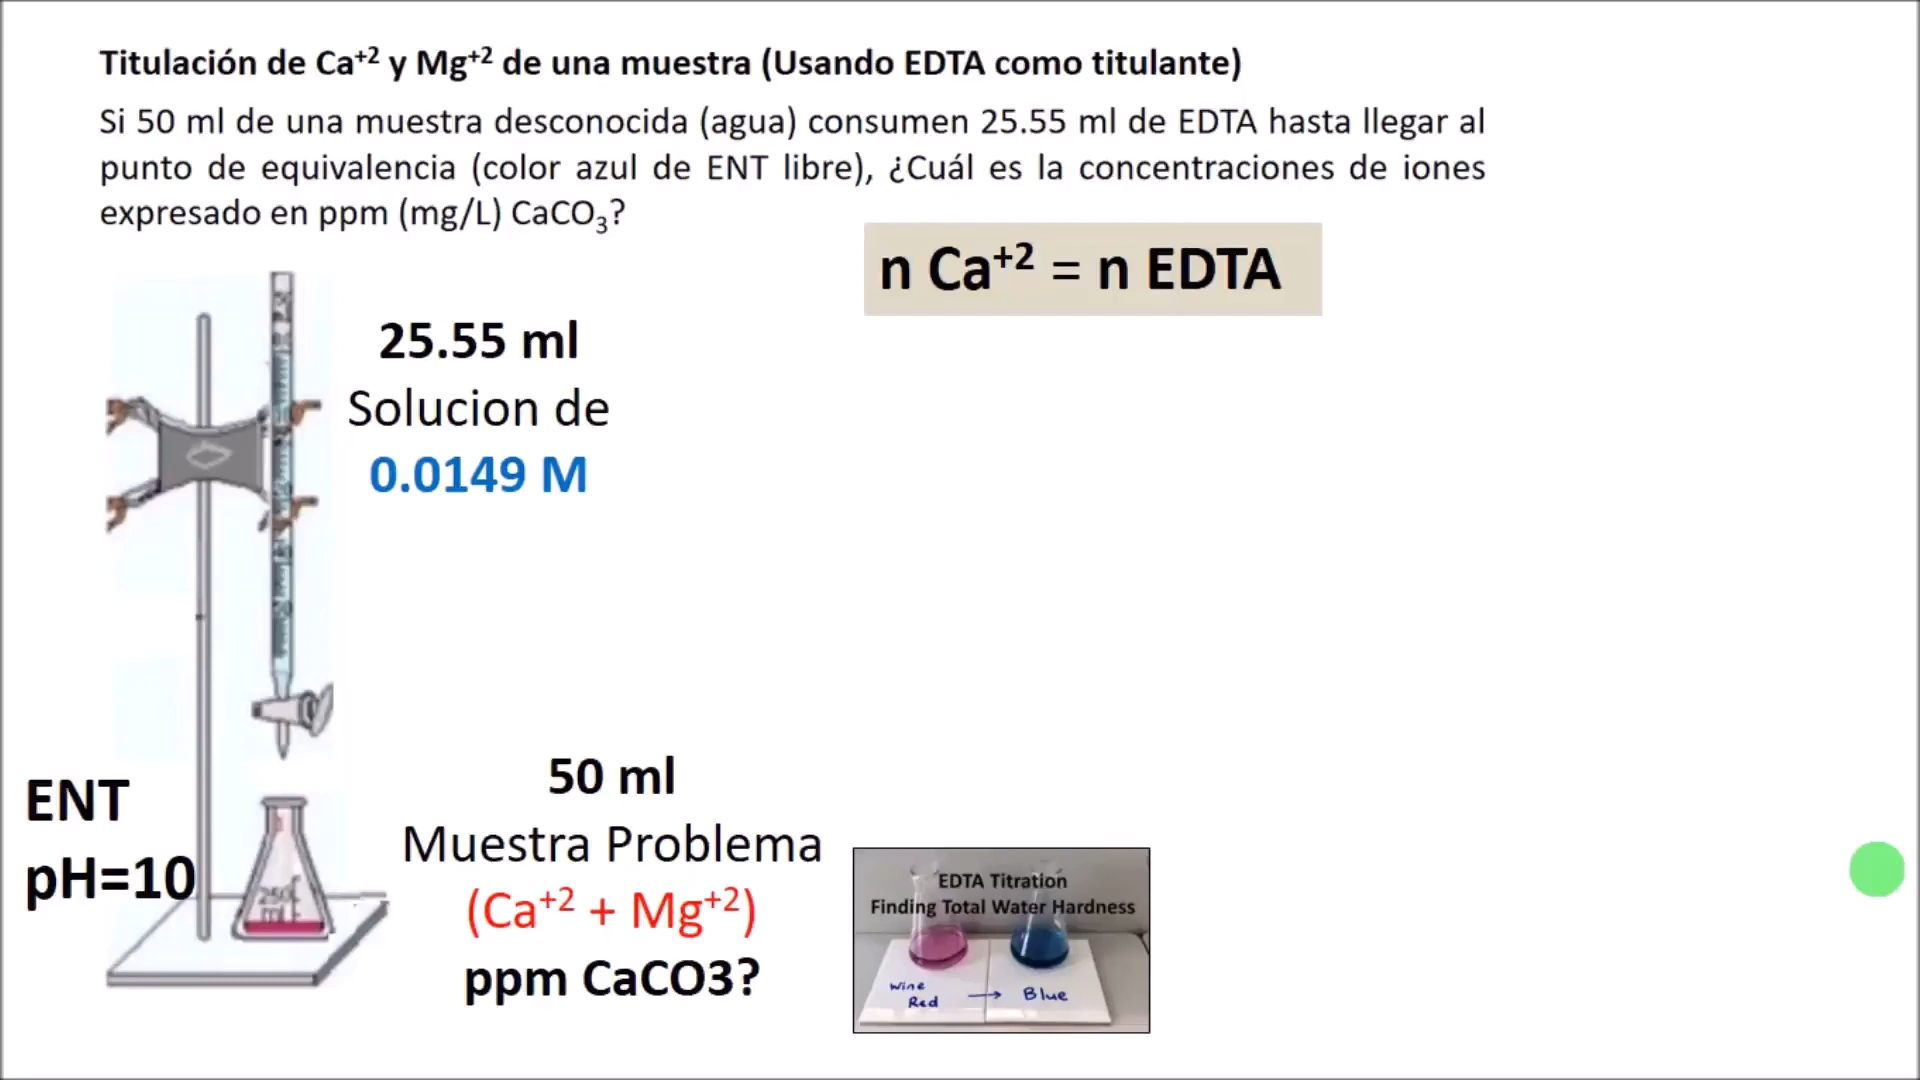 Titulación de Ca+2 y Mg+2 de una muestra (Usando EDTA como titulante)
Si 50 ml de una muestra desconocida (agua) consumen 25.55 ml de EDTA hasta llegar al
punto de equivalencia (color azul de ENT libre), ¿Cuál es la concentraciones de iones
expresado en ppm (mg/L) CaCO3?
n Ca+2 = n EDTA
25.55 ml
Solucion de
0.0149 M
ENT
pH=10
50 ml
Muestra Problema
(Ca+2 + Mg+2)
ppm CaCO3?
EDTA Titration
Finding Total Water Hardness
Wine
Red → Blue